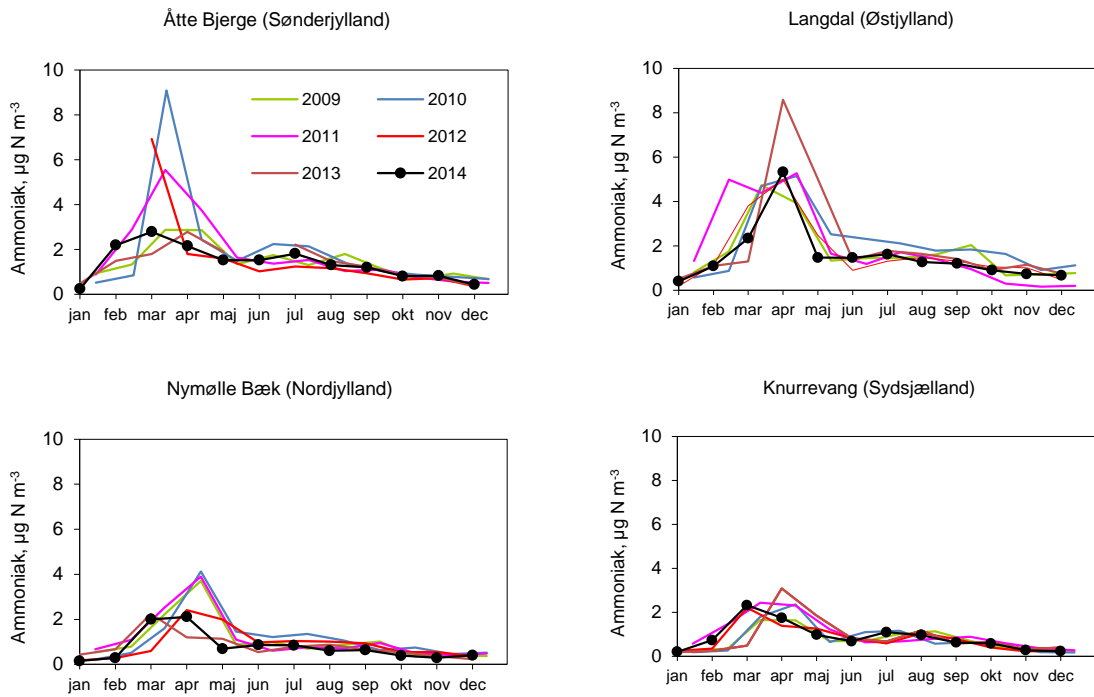 Åtte Bjerge (Sønderjylland)
Ammoniak, µg N m-3
10
8
6
4
2
0
2009 2010
2011 2012
2013 2014
jan feb mar apr maj jun jul aug sep okt nov dec
Langdal (Østjylland)
Ammoniak, µg N m-3
10
8
6
4
2
0
jan feb mar apr maj jun jul aug sep okt nov dec
Nymølle Bæk (Nordjylland)
Ammoniak, µg N m-3
10
8
6
4
2
0
jan feb mar apr maj jun jul aug sep okt nov dec
Knurrevang (Sydsjælland)
Ammoniak, µg N m-3
10
8
6
4
2
0
jan feb mar apr maj jun jul aug sep okt nov dec